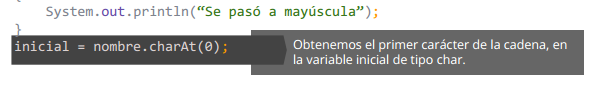 {
System.out.println(“Se pasó a mayúscula”);
}
inicial = nombre.charAt(0);
Obtenemos el primer carácter de la cadena, en
la variable inicial de tipo char.